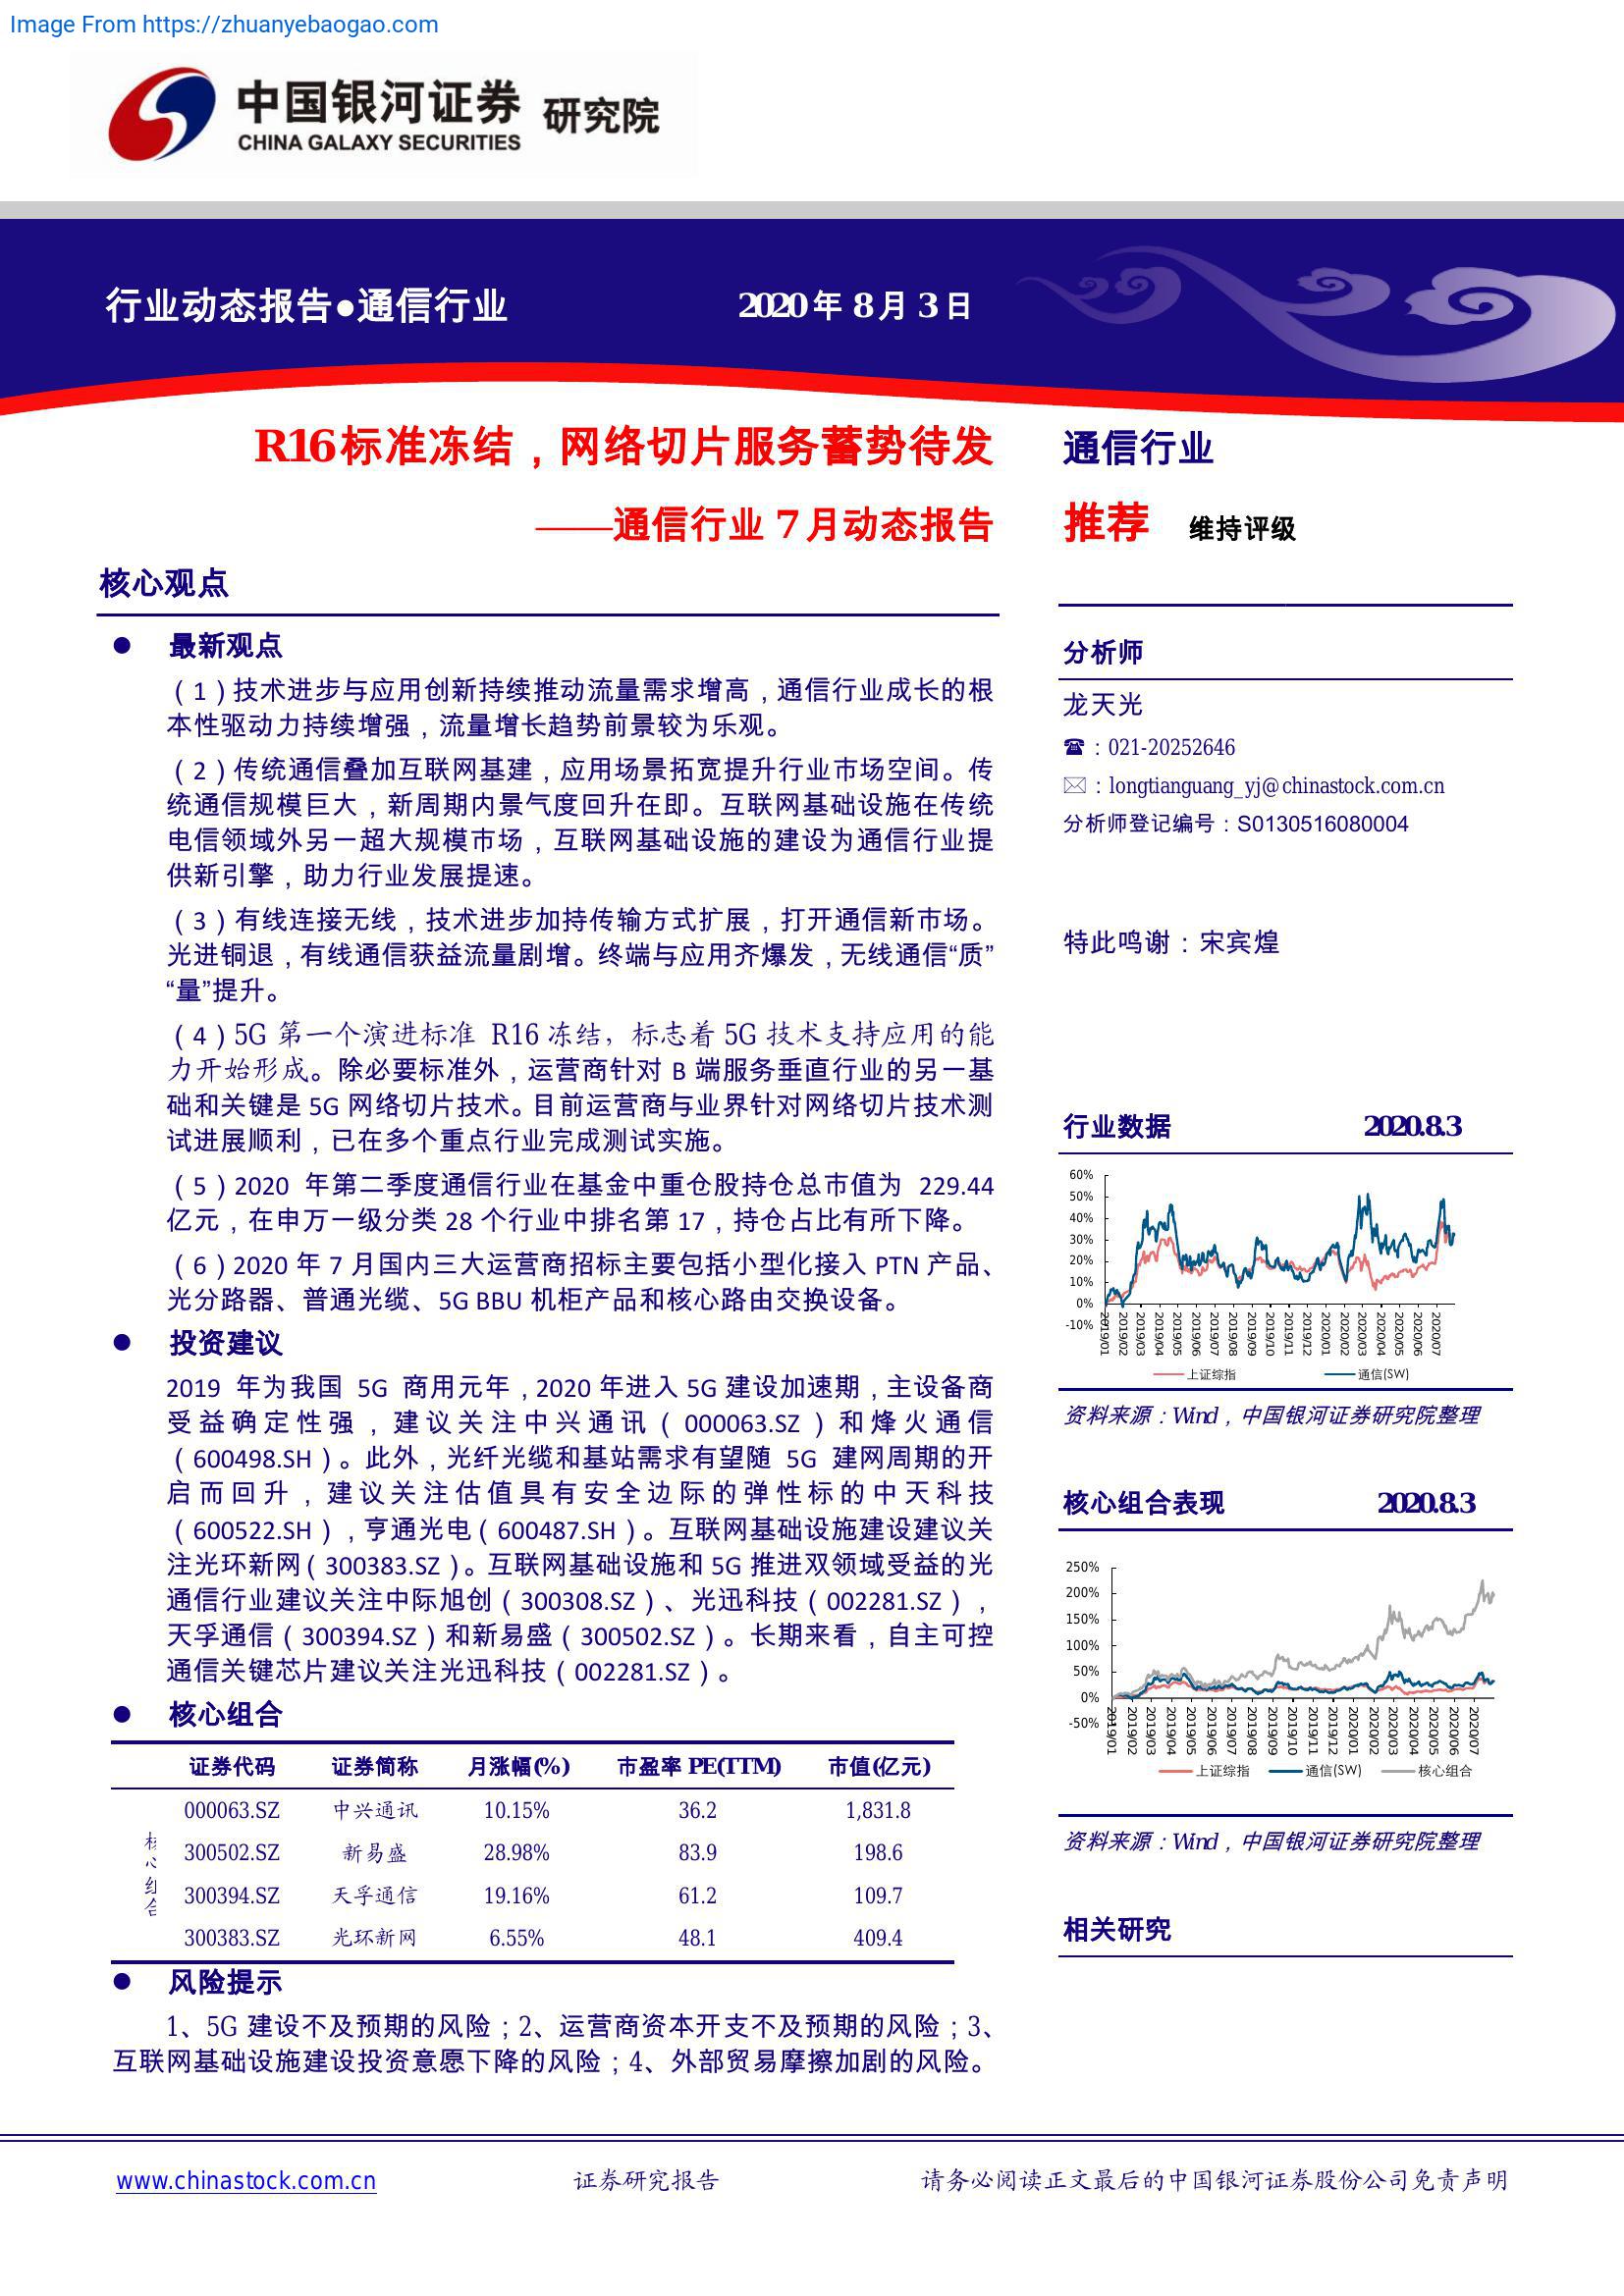 Image From https://zhuanyebaogao.com
中国银河证券 研究院
CHINA GALAXY SECURITIES
行业动态报告●通信行业 2020年8月3日
R16标准冻结，网络切片服务蓄势待发
——通信行业7月动态报告
核心观点
● 最新观点
（1）技术进步与应用创新持续推动流量需求增高，通信行业成长的根
本性驱动力持续增强，流量增长趋势前景较为乐观。
（2）传统通信叠加互联网基建，应用场景拓宽提升行业市场空间。传
统通信规模巨大，新周期内景气度回升在即。互联网基础设施在传统
电信领域外另一超大规模市场，互联网基础设施的建设为通信行业提
供新引擎，助力行业发展提速。
（3）有线连接无线，技术进步加持传输方式扩展，打开通信新市场。
光进铜退，有线通信获益流量剧增。终端与应用齐爆发，无线通信“质”
“量”提升。
（4）5G 第一个演进标准 R16 冻结，标志着 5G 技术支持应用的能
力开始形成。除必要标准外，运营商针对 B 端服务垂直行业的另一基
础和关键是 5G 网络切片技术。目前运营商与业界针对网络切片技术测
试进展顺利，已在多个重点行业完成测试实施。
（5）2020 年第二季度通信行业在基金中重仓股持仓总市值为 229.44
亿元，在申万一级分类 28 个行业中排名第 17，持仓占比有所下降。
（6）2020 年 7 月国内三大运营商招标主要包括小型化接入 PTN 产品、
光分路器、普通光缆、5G BBU 机柜产品和核心路由交换设备。
● 投资建议
2019 年为我国 5G 商用元年，2020 年进入 5G 建设加速期，主设备商
受益确定性强，建议关注中兴通讯（000063.SZ）和烽火通信
（600498.SH）。此外，光纤光缆和基站需求有望随 5G 建网周期的开
启而回升，建议关注估值具有安全边际的弹性标的中天科技
（600522.SH），亨通光电（600487.SH）。互联网基础设施建设建议关
注光环新网（300383.SZ）。互联网基础设施和 5G 推进双领域受益的光
通信行业建议关注中际旭创（300308.SZ）、光迅科技（002281.SZ），
天孚通信（300394.SZ）和新易盛（300502.SZ）。长期来看，自主可控
通信关键芯片建议关注光迅科技（002281.SZ）。
● 核心组合
证券代码 证券简称 月涨幅(%) 市盈率 PE(TTM) 市值(亿元)
核心组合
000063.SZ 中兴通讯 10.15% 36.2 1,831.8
300502.SZ 新易盛 28.98% 83.9 198.6
300394.SZ 天孚通信 19.16% 61.2 109.7
300383.SZ 光环新网 6.55% 48.1 409.4
● 风险提示
1、5G 建设不及预期的风险；2、运营商资本开支不及预期的风险；3、
互联网基础设施建设投资意愿下降的风险；4、外部贸易摩擦加剧的风险。
通信行业
推荐 维持评级
分析师
龙天光
☎：021-20252646
✉：longtianguang_yj@chinastock.com.cn
分析师登记编号：S0130516080004
特此鸣谢：宋宾煌
行业数据 2020.8.3
60%
50%
40%
30%
20%
10%
0%
-10%
2019/01 2019/02 2019/03 2019/04 2019/05 2019/06 2019/07 2019/08 2019/09 2019/10 2019/11 2019/12 2020/01 2020/02 2020/03 2020/04 2020/05 2020/06 2020/07
上证综指 通信(SW)
资料来源：Wind，中国银河证券研究院整理
核心组合表现 2020.8.3
250%
200%
150%
100%
50%
0%
-50%
2019/01 2019/02 2019/03 2019/04 2019/05 2019/06 2019/07 2019/08 2019/09 2019/10 2019/11 2019/12 2020/01 2020/02 2020/03 2020/04 2020/05 2020/06 2020/07
上证综指 通信(SW) 核心组合
资料来源：Wind，中国银河证券研究院整理
相关研究
www.chinastock.com.cn 证券研究报告 请务必阅读正文最后的中国银河证券股份公司免责声明